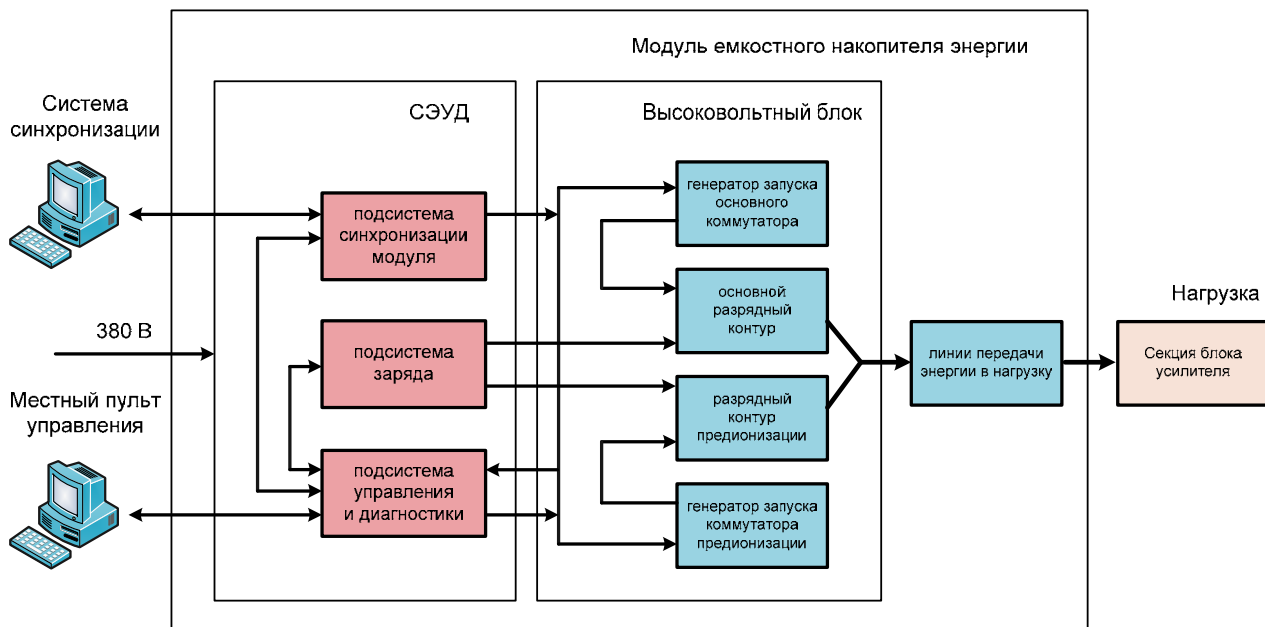 Модуль емкостного накопителя энергии
Система
синхронизации
СЭУД
Высоковольтный блок
подсистема
синхронизации
модуля
генератор запуска
основного
коммутатора
380 В
подсистема
заряда
основной
разрядный
контур
разрядный
контур
предионизации
линии передачи
энергии в нагрузку
Нагрузка
Секция блока
усилителя
Местный пульт
управления
подсистема
управления
и диагностики
генератор запуска
коммутатора
предионизации